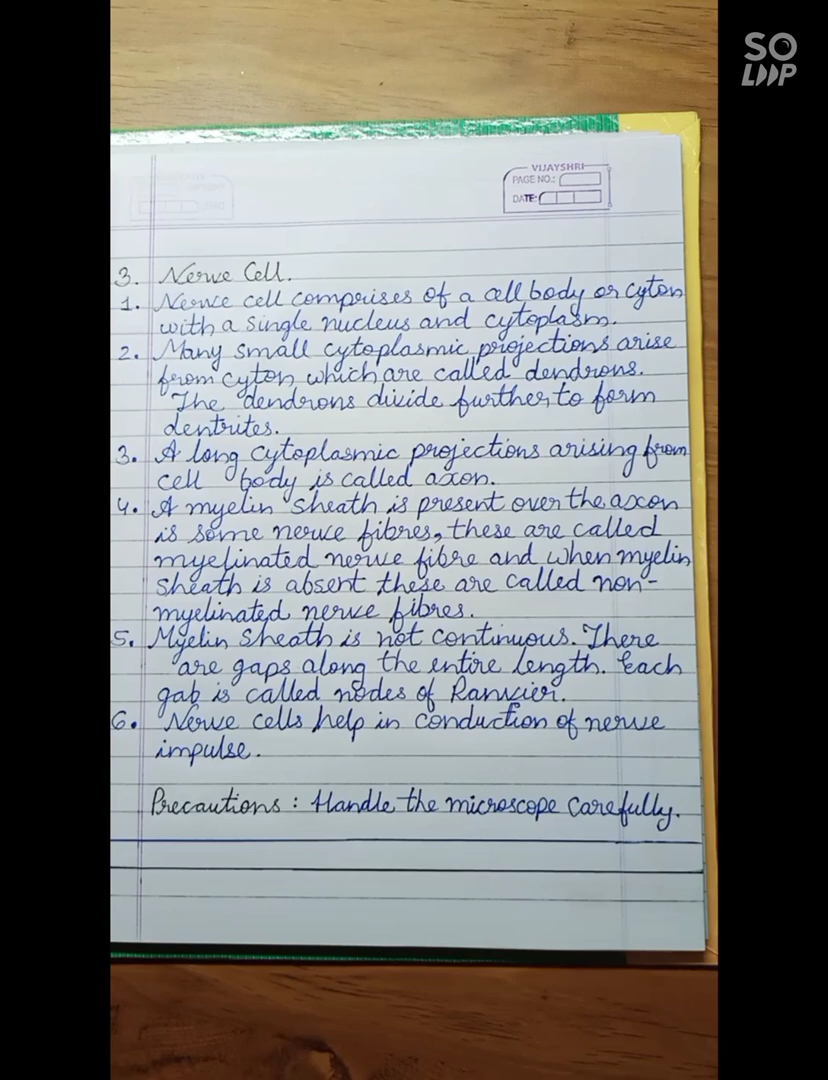 SO
LOOP
VIJAYSHRI
PAGE NO.:
DATE:
3. Nerve Cell.
1. Nerve cell comprises of a cell body or cyton
with a single nucleus and cytoplasm.
2. Many small cytoplasmic projections arise
from cyton which are called dendrons.
The dendrons divide further to form
dentrites.
3. A long cytoplasmic projections arising from
cell body is called axon.
4. A myelin sheath is present over the axon
is some nerve fibres, these are called
myelinated nerve fibre and when myelin
sheath is absent these are called non-
myelinated nerve fibres.
5. Myelin sheath is not continuous. There
are gaps along the entire length. Each
gab is called nodes of Ranvier.
6. Nerve cells help in conduction of nerve
impulse.
Precautions : Handle the microscope carefully.